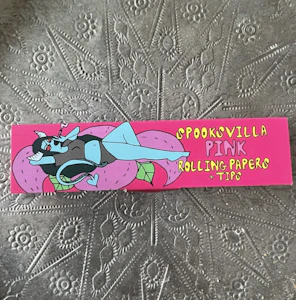 SPOOKSVILLA
PINK
ROLLING PAPERS
+ TIPS